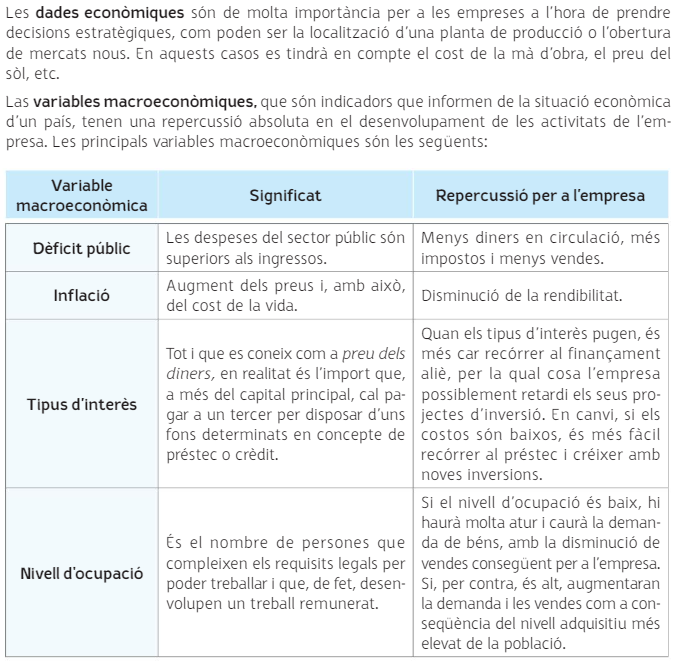 Les dades econòmiques són de molta importància per a les empreses a l’hora de prendre
decisions estratègiques, com poden ser la localització d’una planta de producció o l’obertura
de mercats nous. En aquests casos es tindrà en compte el cost de la mà d’obra, el preu del
sòl, etc.
Las variables macroeconòmiques, que són indicadors que informen de la situació econòmica
d’un país, tenen una repercussió absoluta en el desenvolupament de les activitats de l’em-
presa. Les principals variables macroeconòmiques són les següents:
Variable
macroeconòmica
Significat
Repercussió per a l’empresa
Dèficit públic
Les despeses del sector públic són
superiors als ingressos.
Menys diners en circulació, més
impostos i menys vendes.
Inflació
Augment dels preus i, amb això,
del cost de la vida.
Disminució de la rendibilitat.
Tipus d’interès
Tot i que es coneix com a preu dels
diners, en realitat és l’import que,
a més del capital principal, cal pa-
gar a un tercer per disposar d’uns
fons determinats en concepte de
préstec o crèdit.
Quan els tipus d’interès pugen, és
més car recórrer al finançament
aliè, per la qual cosa l’empresa
possiblement retardi els seus pro-
jectes d’inversió. En canvi, si els
costos són baixos, és més fàcil
recórrer al préstec i créixer amb
noves inversions.
Nivell d’ocupació
És el nombre de persones que
compleixen els requisits legals per
poder treballar i que, de fet, desen-
volupen un treball remunerat.
Si el nivell d’ocupació és baix, hi
haurà molta atur i caurà la deman-
da de béns, amb la disminució de
vendes consegüent per a l’empresa.
Si, per contra, és alt, augmentaran
la demanda i les vendes com a con-
seqüència del nivell adquisitiu més
elevat de la població.